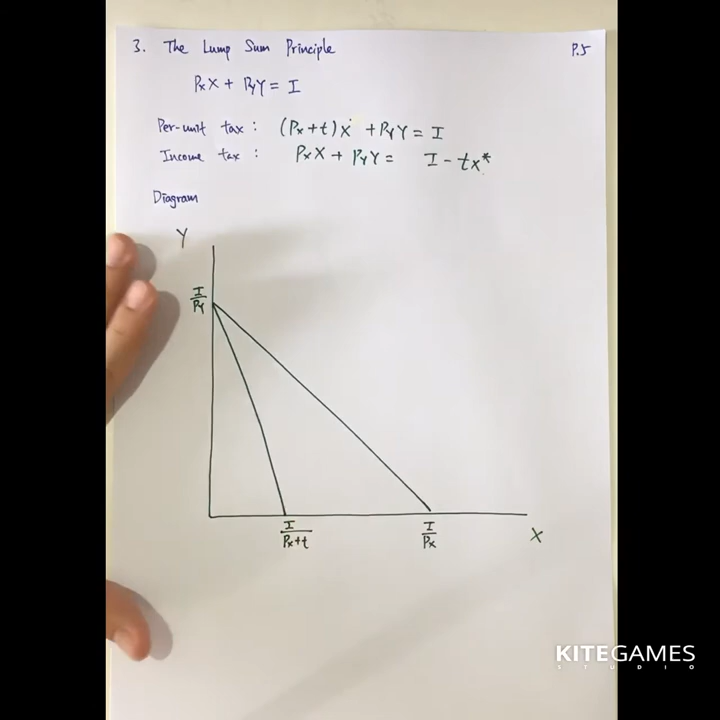 3. The Lump Sum Principle
P.5
PxX + PyY = I
Per-unit tax : (Px+t)X + PyY = I
Income tax : PxX + PyY = I - tx*
Diagram
Y
I/Py
I/Px+t
I/Px
X
KITEGAMES
STUDIO